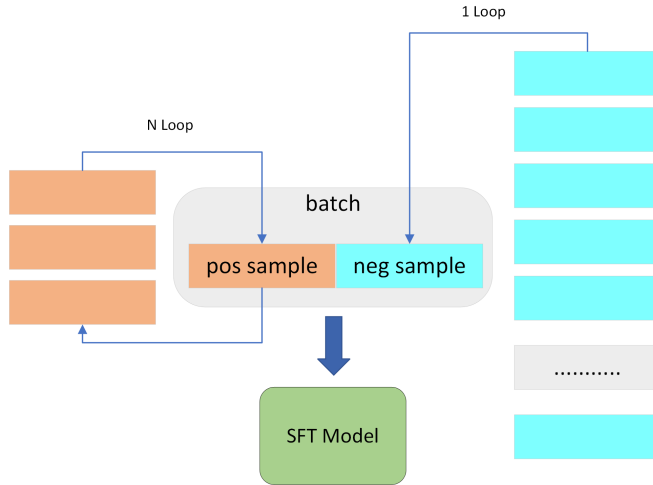 1 Loop
N Loop
batch
pos sample
neg sample
...........
SFT Model